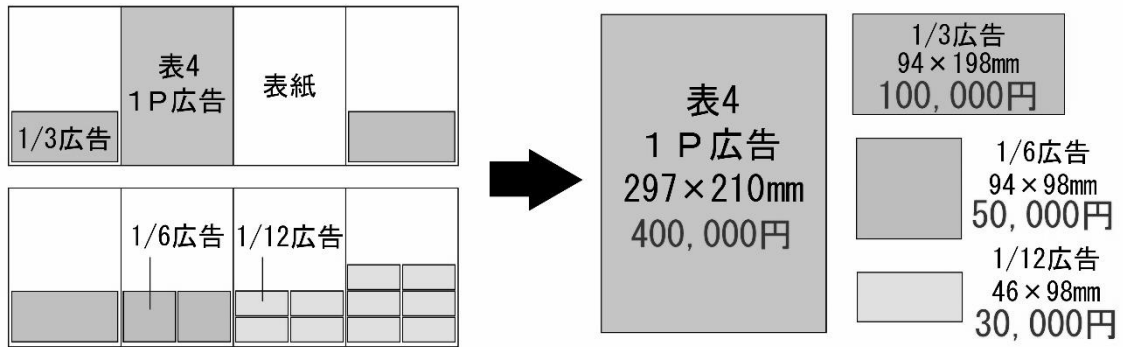 表4
1P広告
表紙
1/3広告
1/6広告
1/12広告
表4
1P広告
297×210mm
400,000円
1/3広告
94×198mm
100,000円
1/6広告
94×98mm
50,000円
1/12広告
46×98mm
30,000円